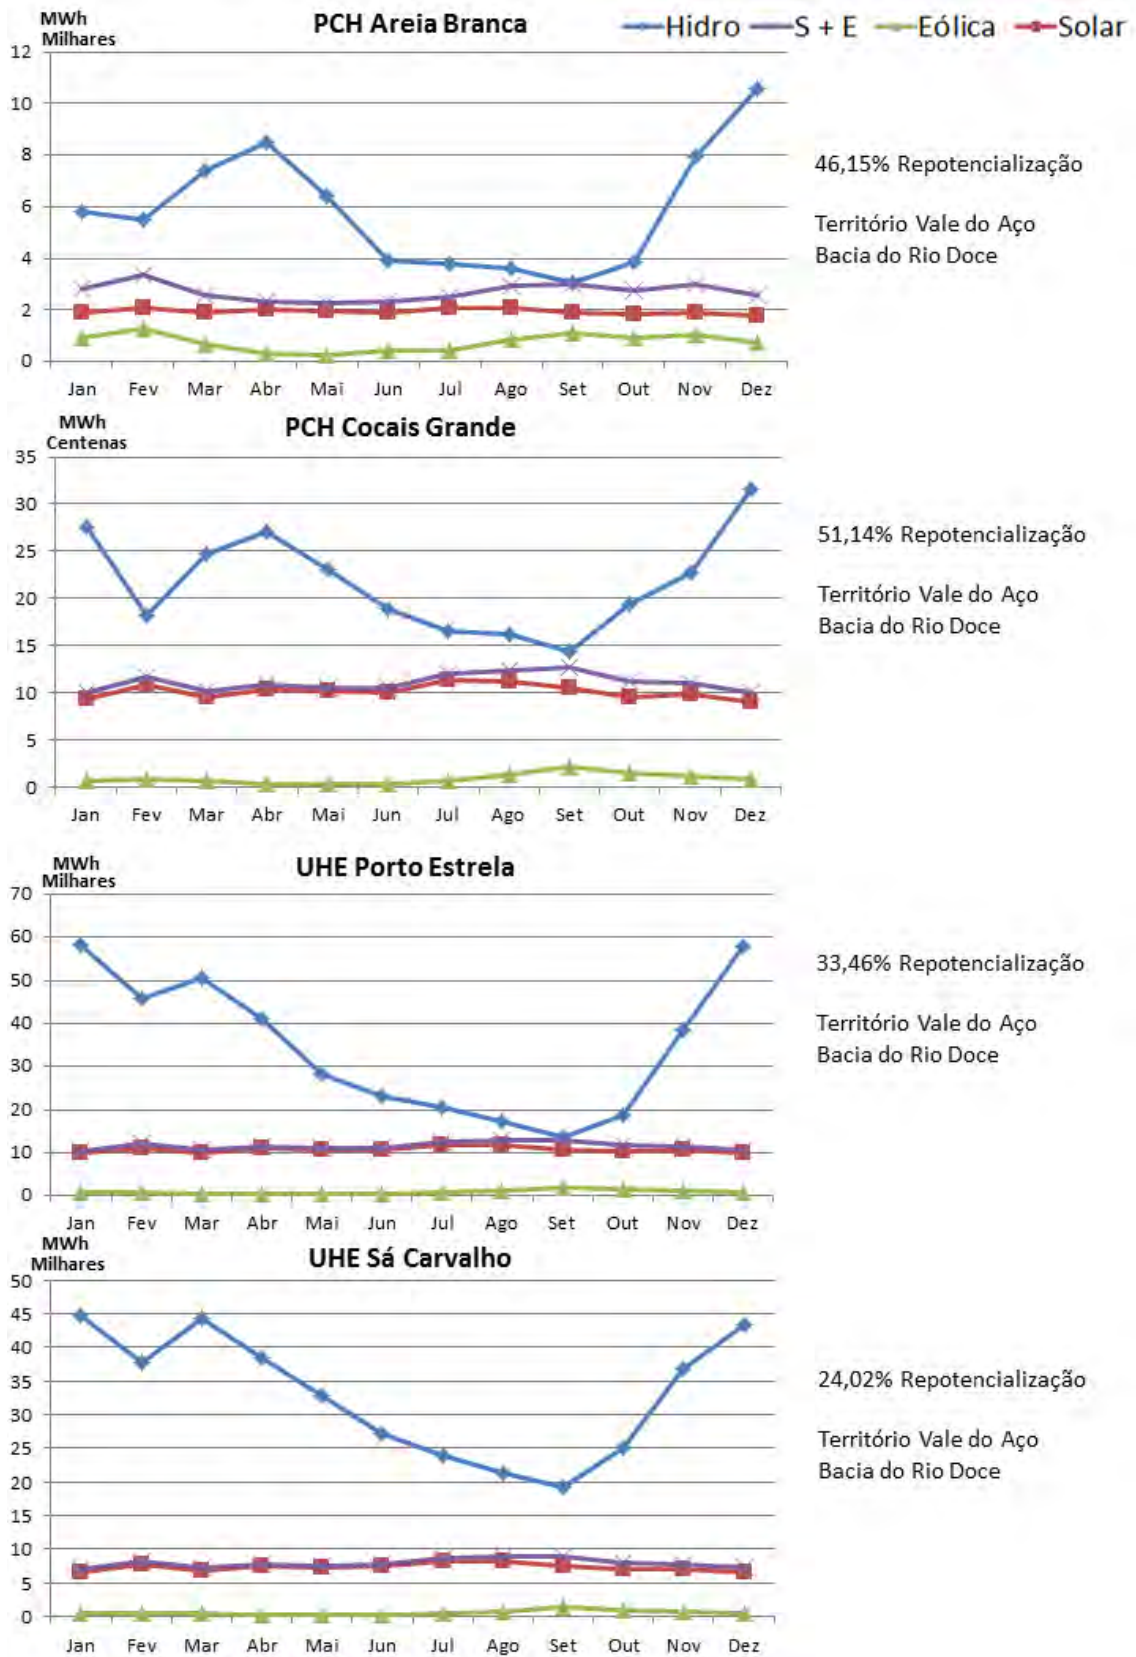 MWh
Milhares
PCH Areia Branca
Hidro S + E Eólica Solar
12
10
8
6
4
2
0
Jan Fev Mar Abr Mai Jun Jul Ago Set Out Nov Dez
46,15% Repotencialização
Território Vale do Aço
Bacia do Rio Doce
MWh
Centenas
PCH Cocais Grande
35
30
25
20
15
10
5
0
Jan Fev Mar Abr Mai Jun Jul Ago Set Out Nov Dez
51,14% Repotencialização
Território Vale do Aço
Bacia do Rio Doce
MWh
Milhares
UHE Porto Estrela
70
60
50
40
30
20
10
0
Jan Fev Mar Abr Mai Jun Jul Ago Set Out Nov Dez
33,46% Repotencialização
Território Vale do Aço
Bacia do Rio Doce
MWh
Milhares
UHE Sá Carvalho
50
45
40
35
30
25
20
15
10
5
0
Jan Fev Mar Abr Mai Jun Jul Ago Set Out Nov Dez
24,02% Repotencialização
Território Vale do Aço
Bacia do Rio Doce